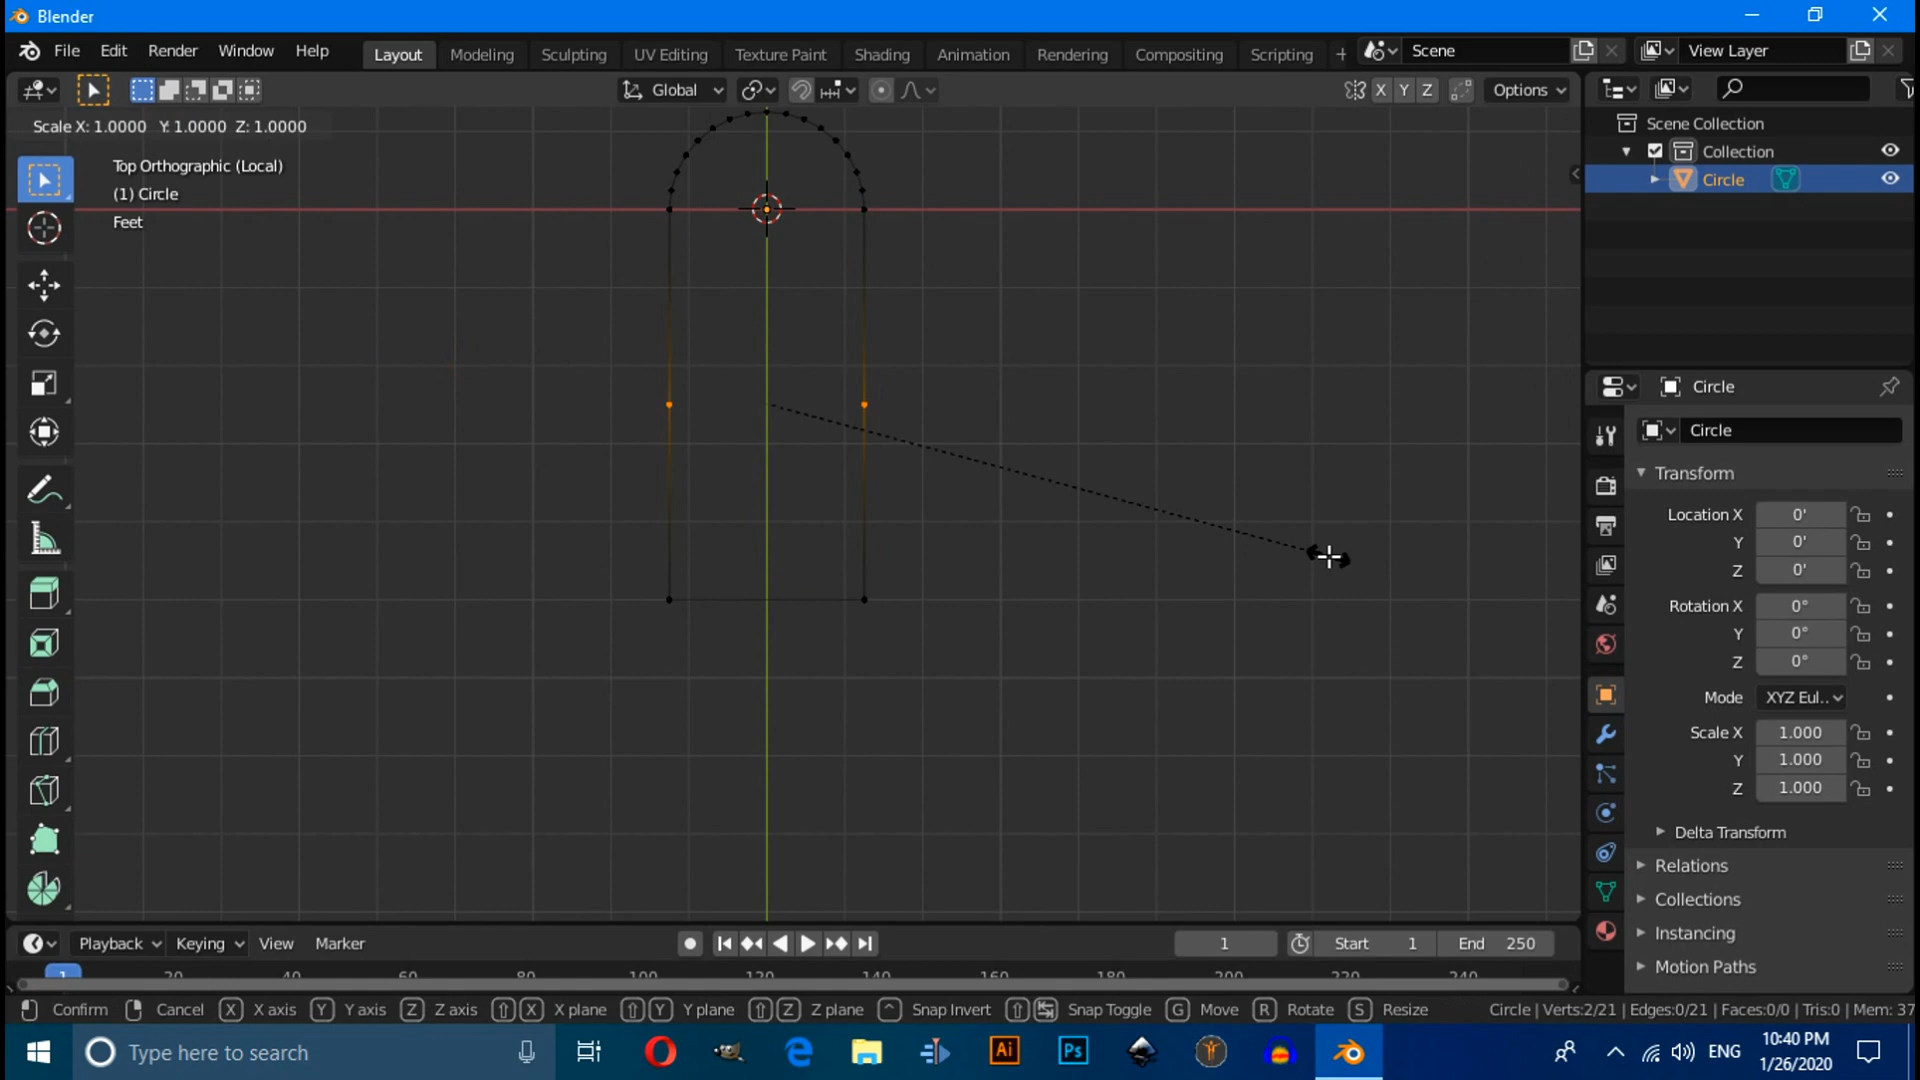 Blender
File Edit Render Window Help Layout Modeling Sculpting UV Editing Texture Paint Shading Animation Rendering Compositing Scripting + Scene View Layer
Global X Y Z Options
Scale X: 1.0000 Y: 1.0000 Z: 1.0000
Top Orthographic (Local)
(1) Circle
Feet
Scene Collection
Collection
Circle
Circle
Circle
Transform
Location X 0'
Y 0'
Z 0'
Rotation X 0°
Y 0°
Z 0°
Mode XYZ Eul..
Scale X 1.000
Y 1.000
Z 1.000
Delta Transform
Relations
Collections
Instancing
Motion Paths
Playback Keying View Marker 1 Start 1 End 250
1 20 40 60 80 100 120 140 160 180 200 220 240
Confirm Cancel X X axis Y Y axis Z Z axis X X plane Y Y plane Z Z plane Snap Invert Snap Toggle G Move R Rotate S Resize Circle | Verts:2/21 | Edges:0/21 | Faces:0/0 | Tris:0 | Mem: 37
Type here to search Ai Ps ENG 10:40 PM
1/26/2020